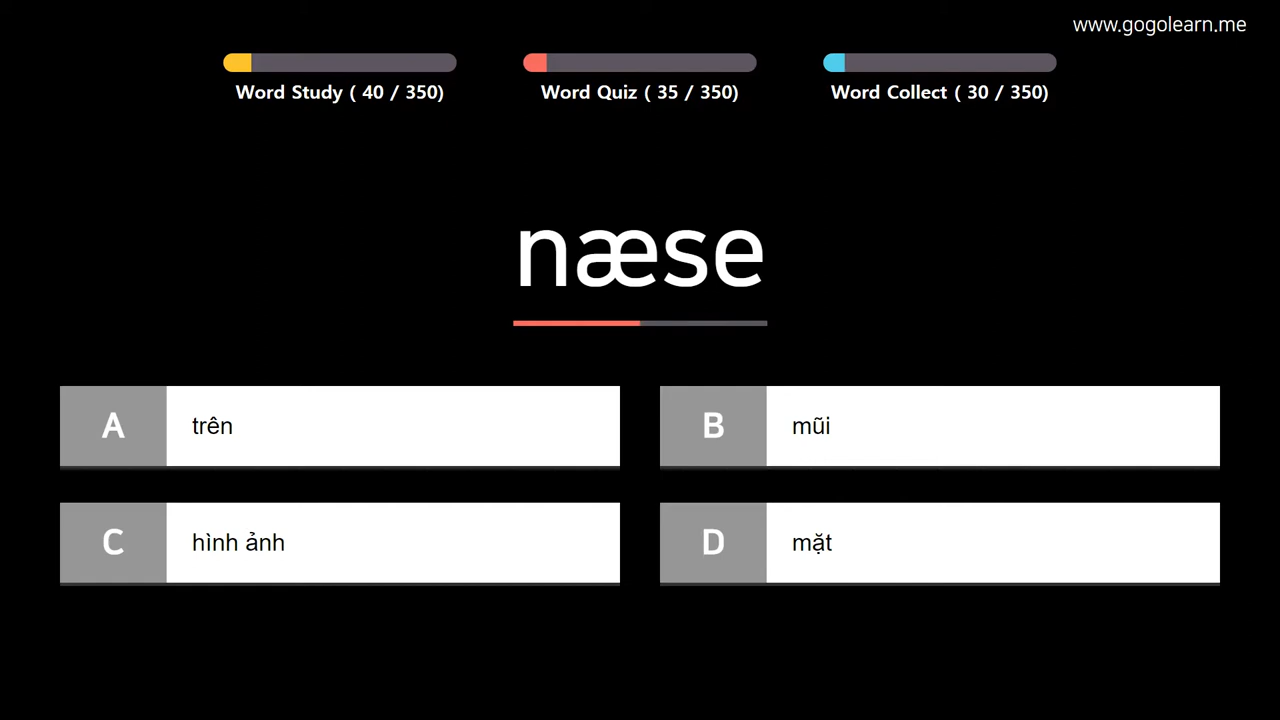 www.gogolearn.me
Word Study ( 40 / 350)
Word Quiz ( 35 / 350)
Word Collect ( 30 / 350)
næse
A trên
B mũi
C hình ảnh
D mặt